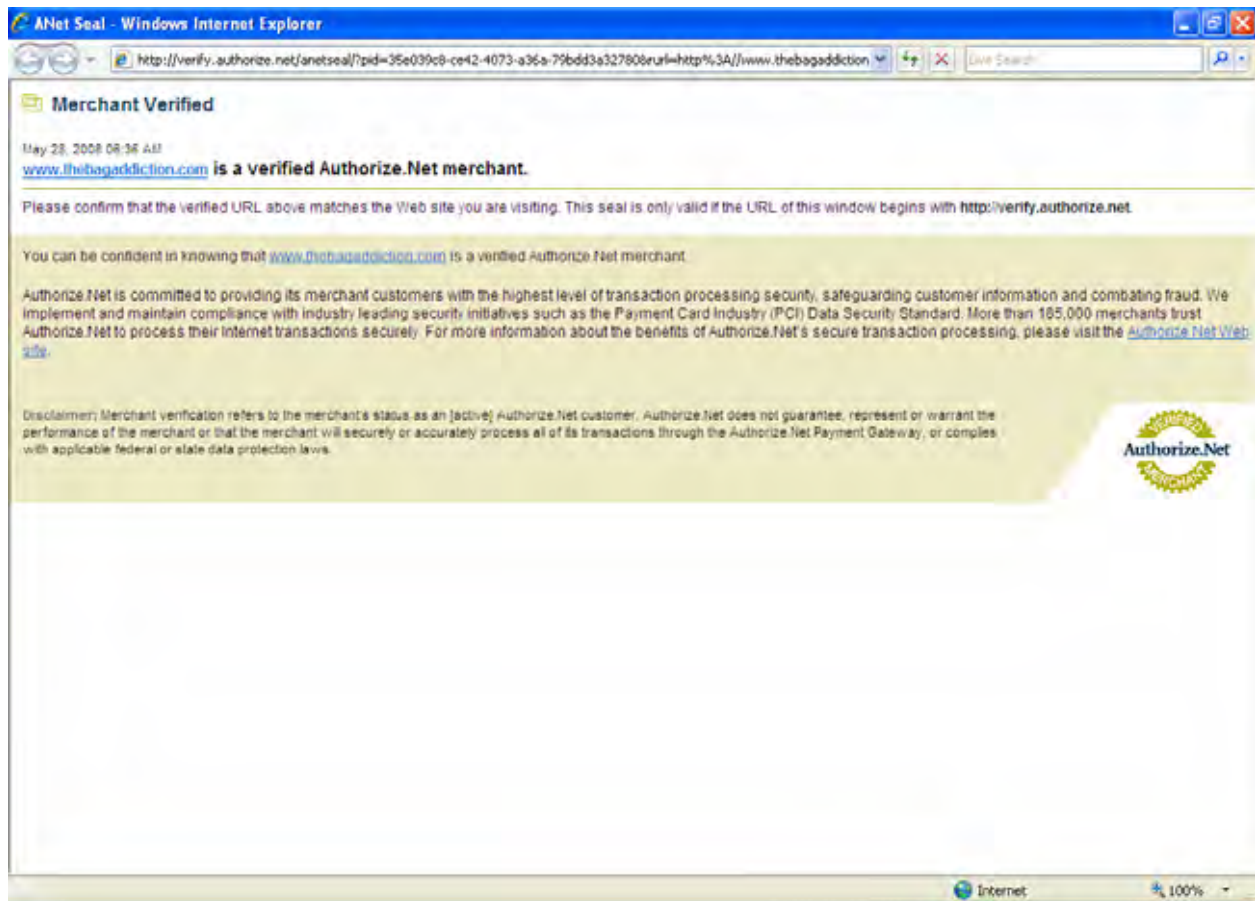 ANet Seal - Windows Internet Explorer
http://verify.authorize.net/anetseal/?pid=35e039c8-ce42-4073-a36a-79bdd3a32780&rurl=http%3A//www.thebagaddiction
Live Search
Merchant Verified
May 28, 2008 06:36 AM
www.thebagaddiction.com is a verified Authorize.Net merchant.
Please confirm that the verified URL above matches the Web site you are visiting. This seal is only valid if the URL of this window begins with http://verify.authorize.net.
You can be confident in knowing that www.thebagaddiction.com is a verified Authorize.Net merchant.
Authorize.Net is committed to providing its merchant customers with the highest level of transaction processing security, safeguarding customer information and combating fraud. We
implement and maintain compliance with industry leading security initiatives such as the Payment Card Industry (PCI) Data Security Standard. More than 185,000 merchants trust
Authorize.Net to process their Internet transactions securely. For more information about the benefits of Authorize.Net's secure transaction processing, please visit the Authorize.Net Web
site.
Disclaimer: Merchant verification refers to the merchant's status as an [active] Authorize.Net customer. Authorize.Net does not guarantee, represent or warrant the
performance of the merchant or that the merchant will securely or accurately process all of its transactions through the Authorize.Net Payment Gateway, or complies
with applicable federal or state data protection laws.
VERIFIED
Authorize.Net
MERCHANT
Internet
100%